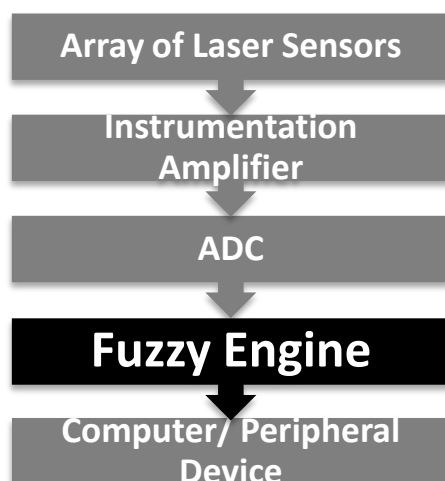 Array of Laser Sensors
Instrumentation
Amplifier
ADC
Fuzzy Engine
Computer/ Peripheral
Device